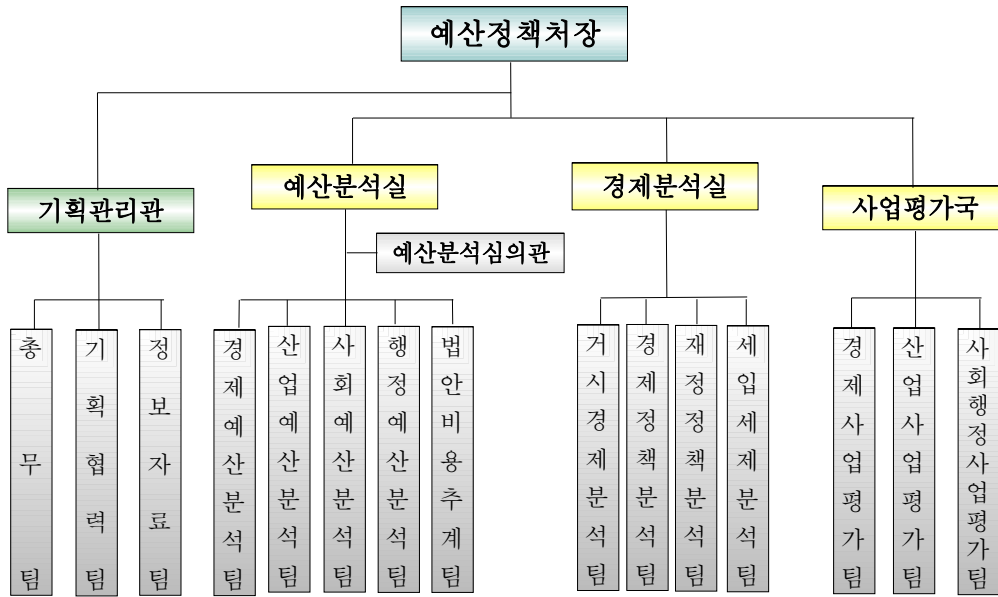 예산정책처장
기획관리관
예산분석실
경제분석실
사업평가국
예산분석심의관
총무팀
기획협력팀
정보자료팀
경제예산분석팀
산업예산분석팀
사회예산분석팀
행정예산분석팀
법안비용추계팀
거시경제분석팀
경제정책분석팀
재정정책분석팀
세입세제분석팀
경제사업평가팀
산업사업평가팀
사회행정사업평가팀